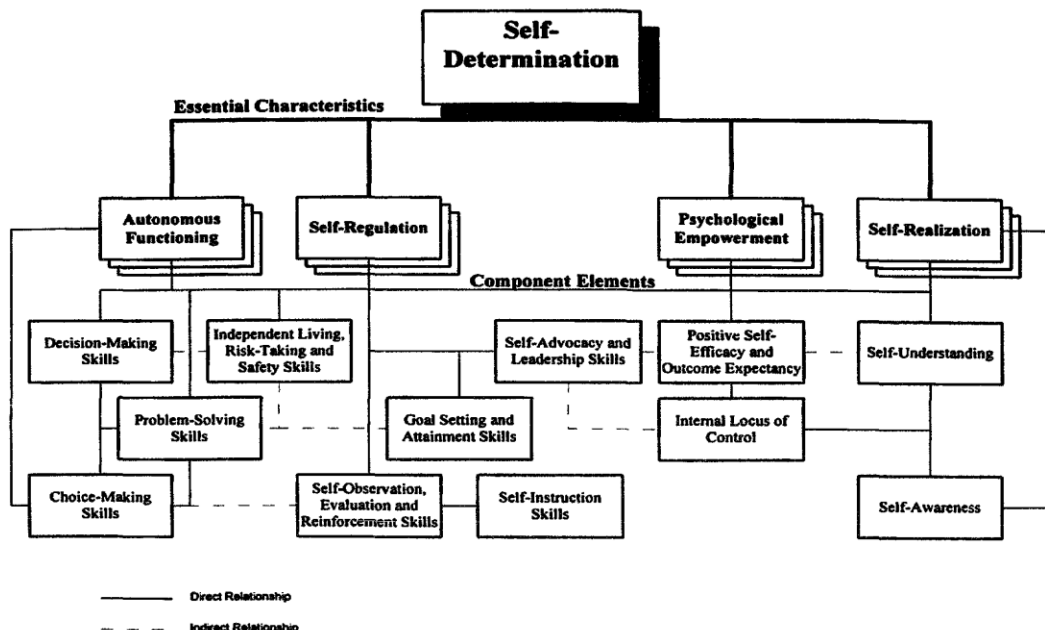 Self-
Determination
Essential Characteristics
Autonomous
Functioning
Self-Regulation
Psychological
Empowerment
Self-Realization
Component Elements
Decision-Making
Skills
Independent Living,
Risk-Taking and
Safety Skills
Self-Advocacy and
Leadership Skills
Positive Self-
Efficacy and
Outcome Expectancy
Self-Understanding
Problem-Solving
Skills
Goal Setting and
Attainment Skills
Internal Locus of
Control
Choice-Making
Skills
Self-Observation,
Evaluation and
Reinforcement Skills
Self-Instruction
Skills
Self-Awareness
Direct Relationship
Indirect Relationship